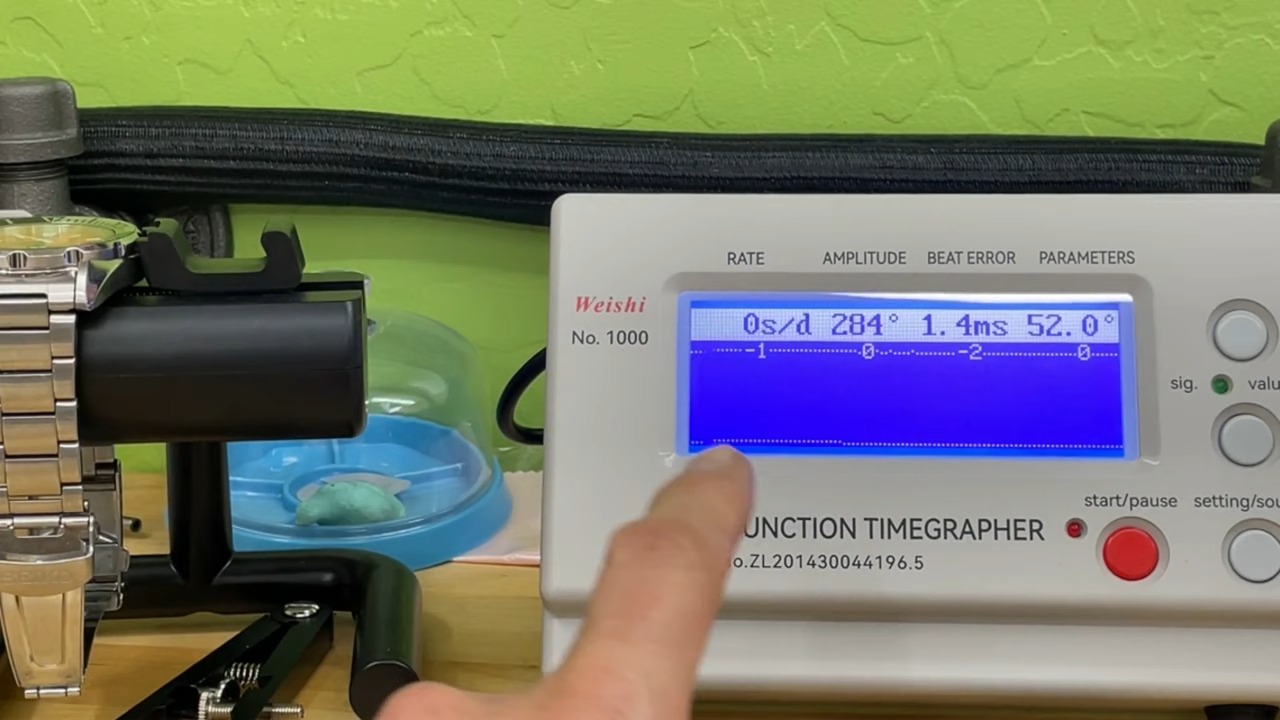 RATE AMPLITUDE BEAT ERROR PARAMETERS
Weishi
No. 1000
0s/d 284° 1.4ms 52.0°
-1 0 -2 0
sig.
start/pause
UNCTION TIMEGRAPHER
o.ZL201430044196.5